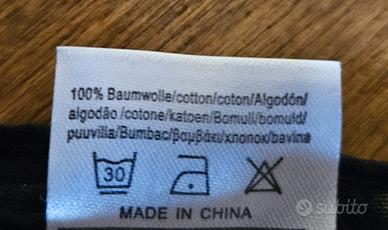 100% Baumwolle/cotton/coton/Algodón/
algodão /cotone/katoen/Bomull/bomuld/
puuvilla/Bumbac/βαμβάκι/хлопок/bavlna
30
MADE IN CHINA
subito